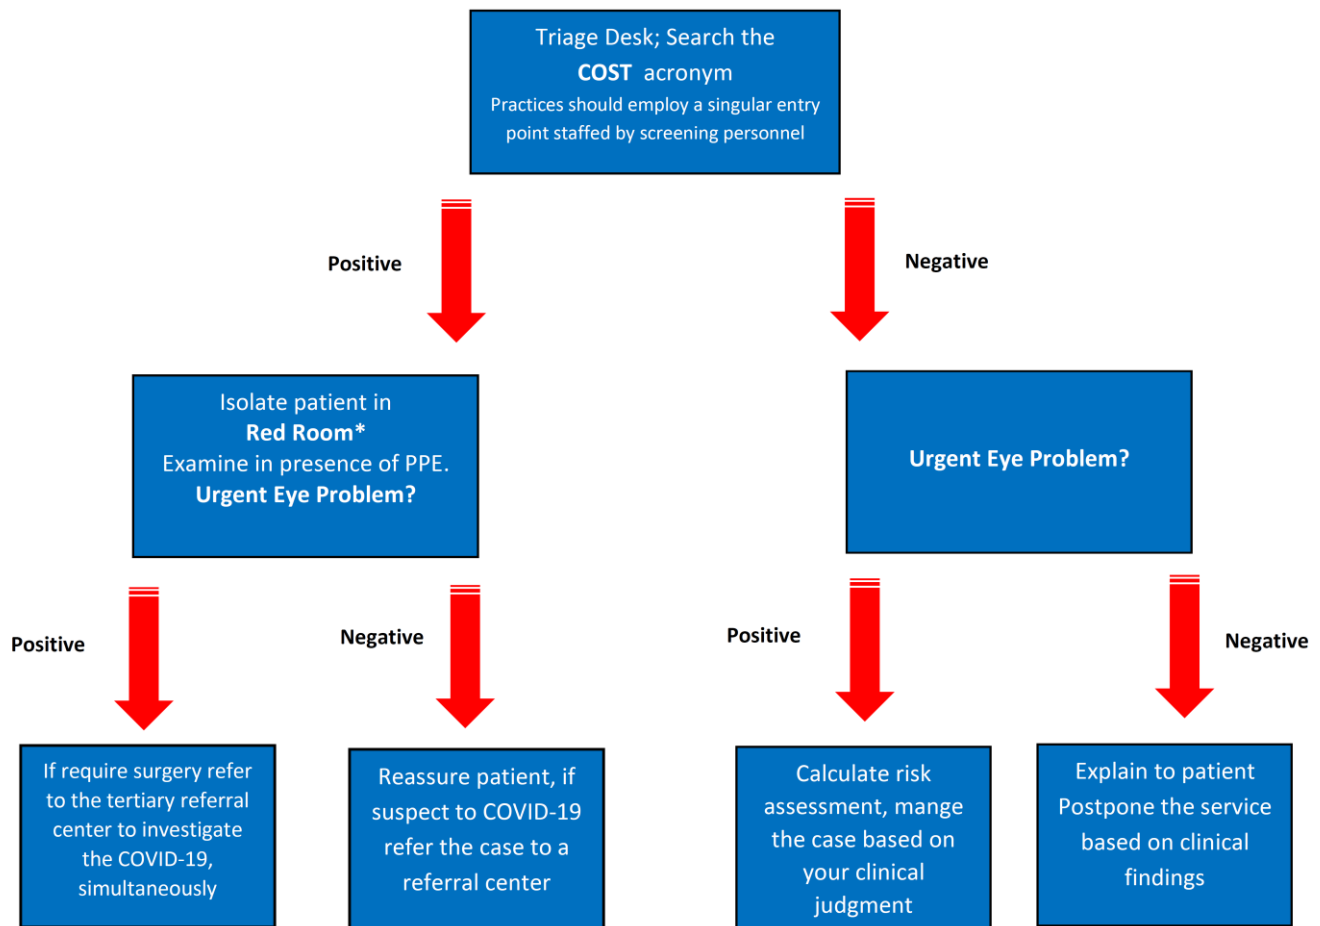 Triage Desk; Search the
COST acronym
Practices should employ a singular entry
point staffed by screening personnel
Positive
Negative
Isolate patient in
Red Room*
Examine in presence of PPE.
Urgent Eye Problem?
Urgent Eye Problem?
Positive
Negative
Positive
Negative
If require surgery refer
to the tertiary referral
center to investigate
the COVID-19,
simultaneously
Reassure patient, if
suspect to COVID-19
refer the case to a
referral center
Calculate risk
assessment, mange
the case based on
your clinical
judgment
Explain to patient
Postpone the service
based on clinical
findings